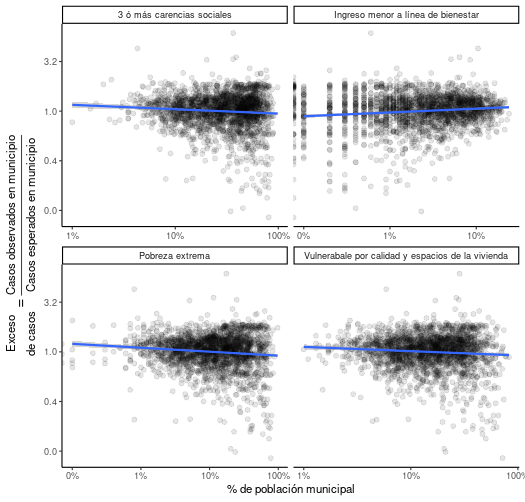 3 ó más carencias sociales
Ingreso menor a línea de bienestar
3.2
1.0
0.4
0.0
1%
10%
100%
0%
1%
10%
Pobreza extrema
Vulnerabale por calidad y espacios de la vivienda
3.2
1.0
0.4
0.0
0%
1%
10%
100%
1%
10%
100%
% de población municipal
Exceso
de casos
=
Casos observados en municipio
Casos esperados en municipio